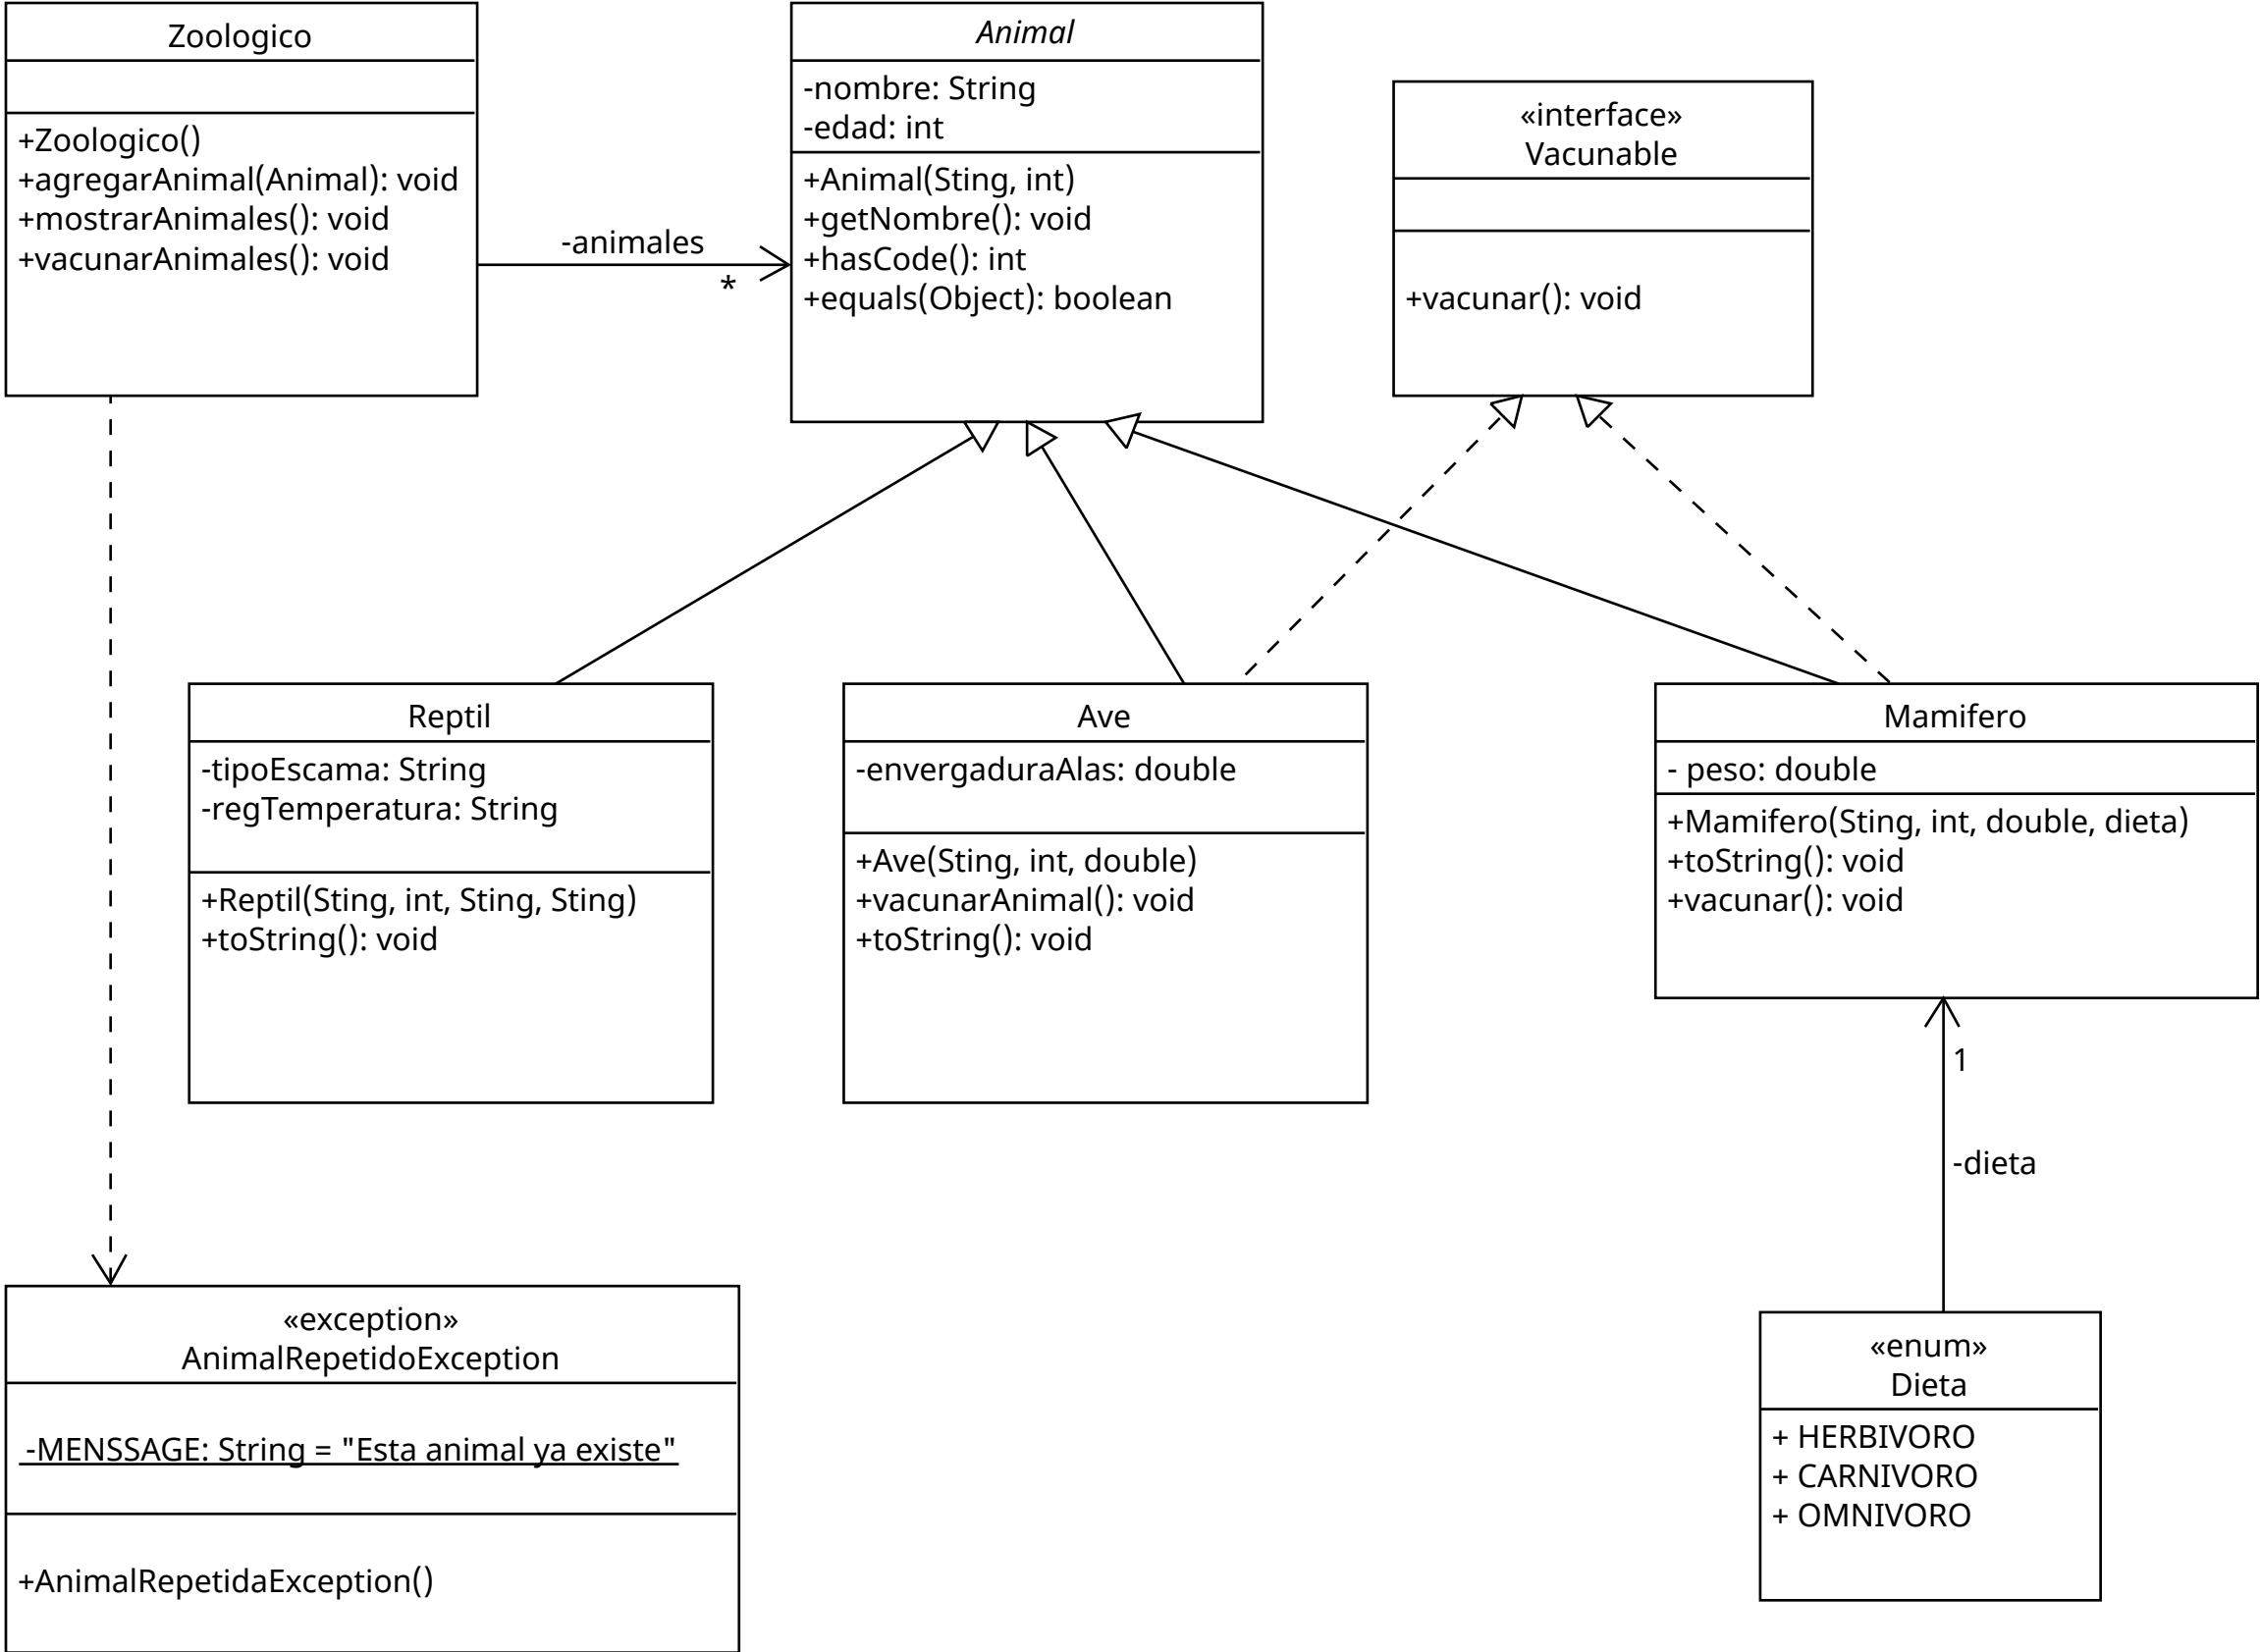 Zoologico
+Zoologico()
+agregarAnimal(Animal): void
+mostrarAnimales(): void
+vacunarAnimales(): void
-animales
*
Animal
-nombre: String
-edad: int
+Animal(Sting, int)
+getNombre(): void
+hasCode(): int
+equals(Object): boolean
«interface»
Vacunable
+vacunar(): void
Reptil
-tipoEscama: String
-regTemperatura: String
+Reptil(Sting, int, Sting, Sting)
+toString(): void
Ave
-envergaduraAlas: double
+Ave(Sting, int, double)
+vacunarAnimal(): void
+toString(): void
Mamifero
- peso: double
+Mamifero(Sting, int, double, dieta)
+toString(): void
+vacunar(): void
1
-dieta
«exception»
AnimalRepetidoException
-MENSSAGE: String = "Esta animal ya existe"
+AnimalRepetidaException()
«enum»
Dieta
+ HERBIVORO
+ CARNIVORO
+ OMNIVORO